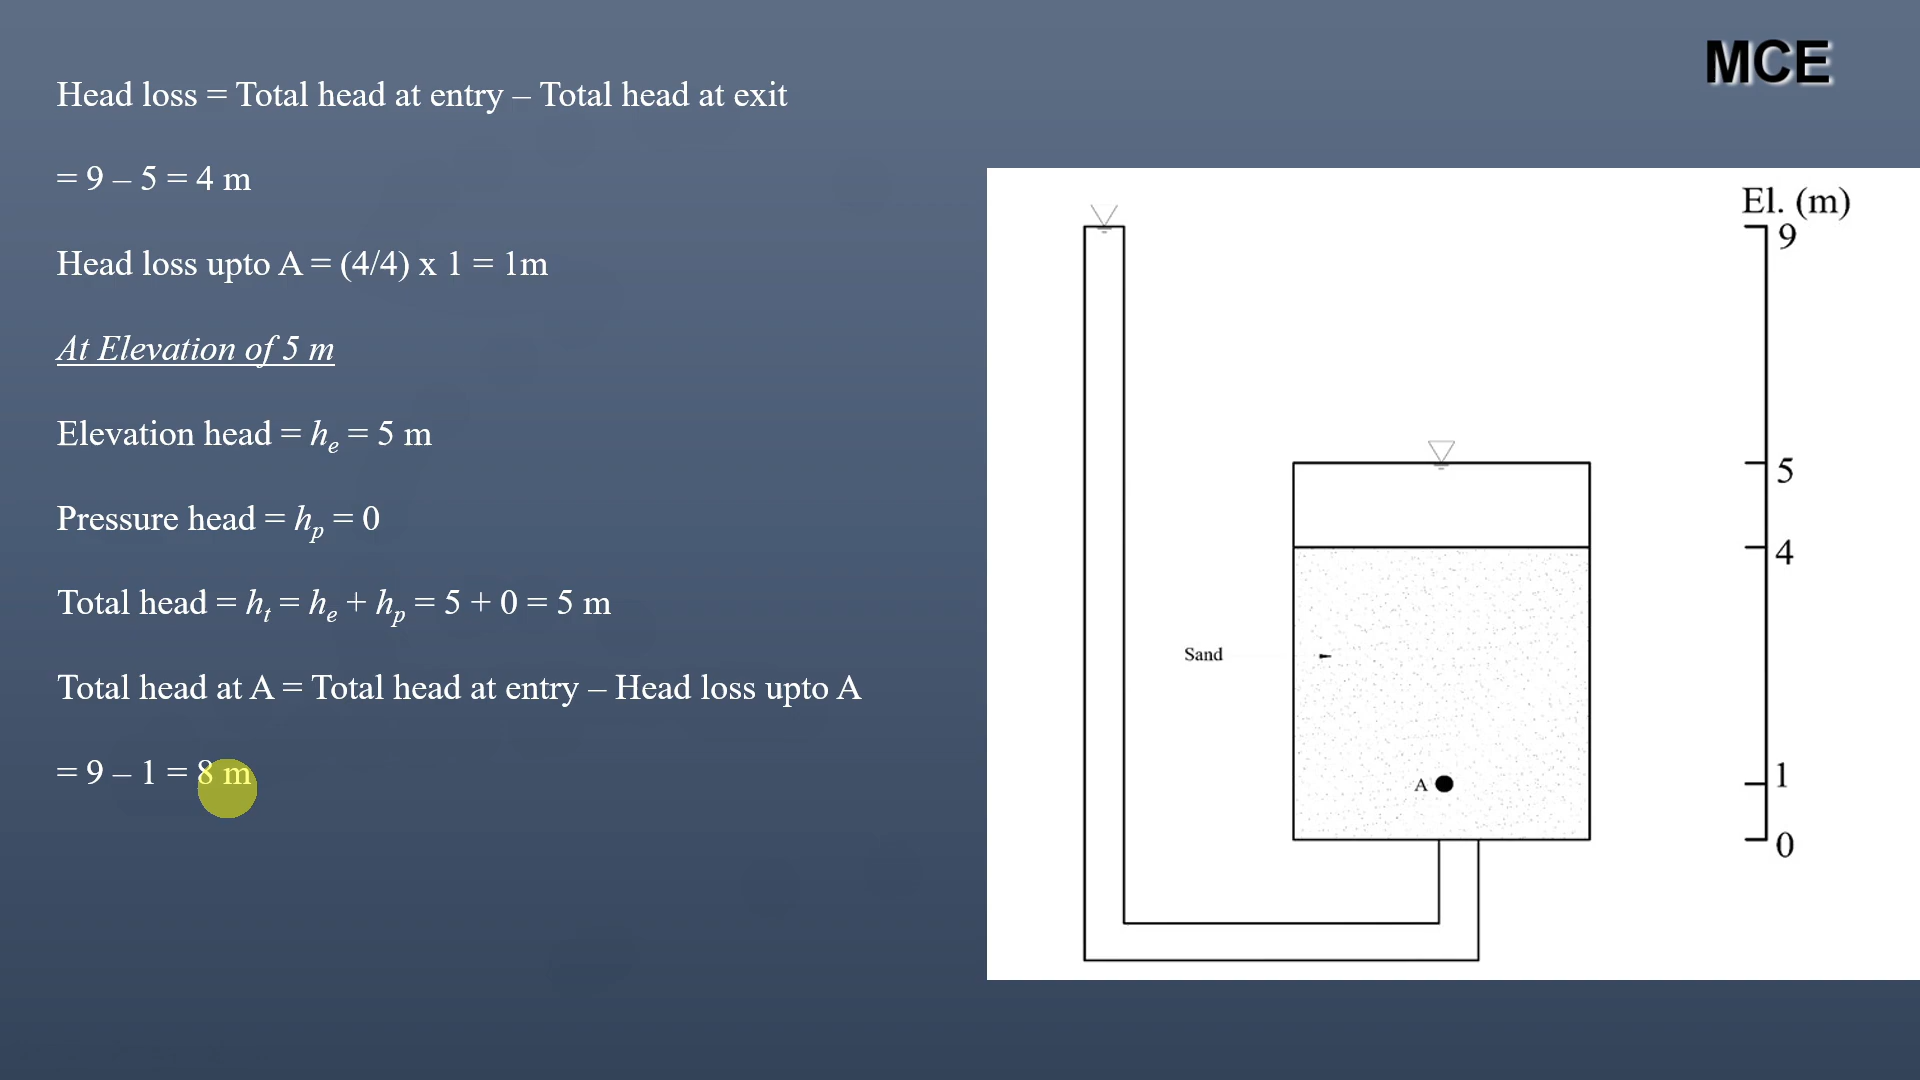 MCE
Head loss = Total head at entry – Total head at exit
= 9 – 5 = 4 m
Head loss upto A = (4/4) x 1 = 1m
At Elevation of 5 m
Elevation head = hₑ = 5 m
Pressure head = hₚ = 0
Total head = hₜ = hₑ + hₚ = 5 + 0 = 5 m
Total head at A = Total head at entry – Head loss upto A
= 9 – 1 = 8 m
El. (m)
9
5
4
Sand
A
1
0